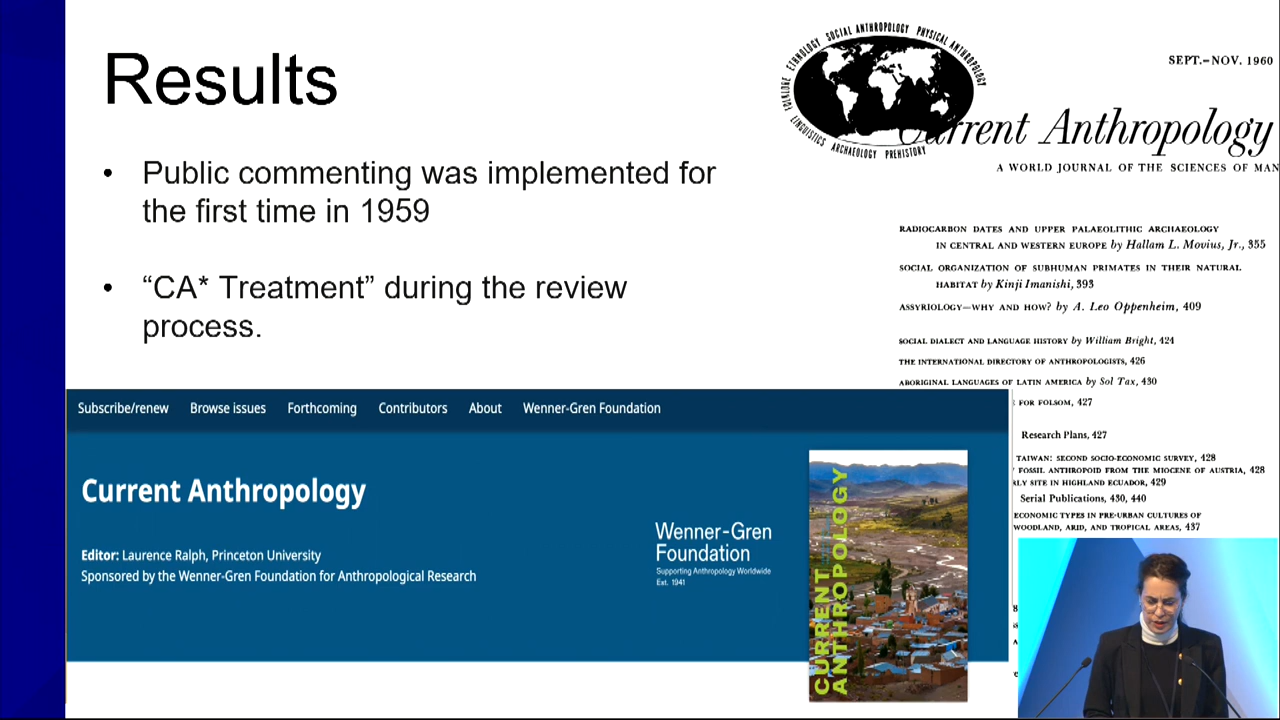 Results
• Public commenting was implemented for
the first time in 1959
• “CA* Treatment” during the review
process.
ETHNOLOGY SOCIAL ANTHROPOLOGY PHYSICAL ANTHROPOLOGY
FOLKLORE LINGUISTICS ARCHAEOLOGY PREHISTORY
SEPT.–NOV. 1960
Current Anthropology
A WORLD JOURNAL OF THE SCIENCES OF MAN
RADIOCARBON DATES AND UPPER PALAEOLITHIC ARCHAEOLOGY
IN CENTRAL AND WESTERN EUROPE by Hallam L. Movius, Jr., 355
SOCIAL ORGANIZATION OF SUBHUMAN PRIMATES IN THEIR NATURAL
HABITAT by Kinji Imanishi, 393
ASSYRIOLOGY—WHY AND HOW? by A. Leo Oppenheim, 409
SOCIAL DIALECT AND LANGUAGE HISTORY by William Bright, 424
THE INTERNATIONAL DIRECTORY OF ANTHROPOLOGISTS, 426
ABORIGINAL LANGUAGES OF LATIN AMERICA by Sol Tax, 430
FOR FOLSOM, 427
Research Plans, 427
TAIWAN: SECOND SOCIO-ECONOMIC SURVEY, 428
FOSSIL ANTHROPOID FROM THE MIOCENE OF AUSTRIA, 428
SITE IN HIGHLAND ECUADOR, 429
Serial Publications, 430, 440
ECONOMIC TYPES IN PRE-URBAN CULTURES OF
WOODLAND, ARID, AND TROPICAL AREAS, 437
Subscribe/renew Browse issues Forthcoming Contributors About Wenner-Gren Foundation
Current Anthropology
Editor: Laurence Ralph, Princeton University
Sponsored by the Wenner-Gren Foundation for Anthropological Research
Wenner-Gren
Foundation
Supporting Anthropology Worldwide
Est. 1941
CURRENT
ANTHROPOLOGY